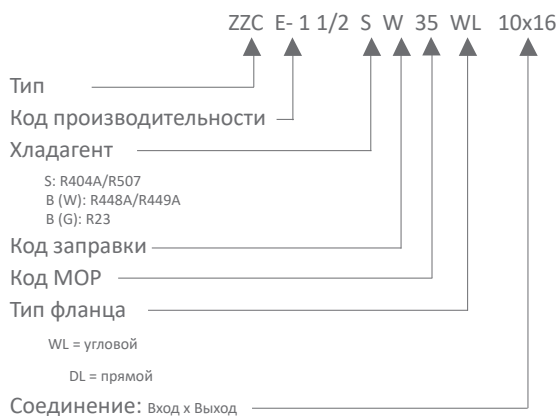 ZZC E- 1 1/2 S W 35 WL 10x16
Тип
Код производительности
Хладагент
S: R404A/R507
B (W): R448A/R449A
B (G): R23
Код заправки
Код MOP
Тип фланца
WL = угловой
DL = прямой
Соединение: Вход x Выход